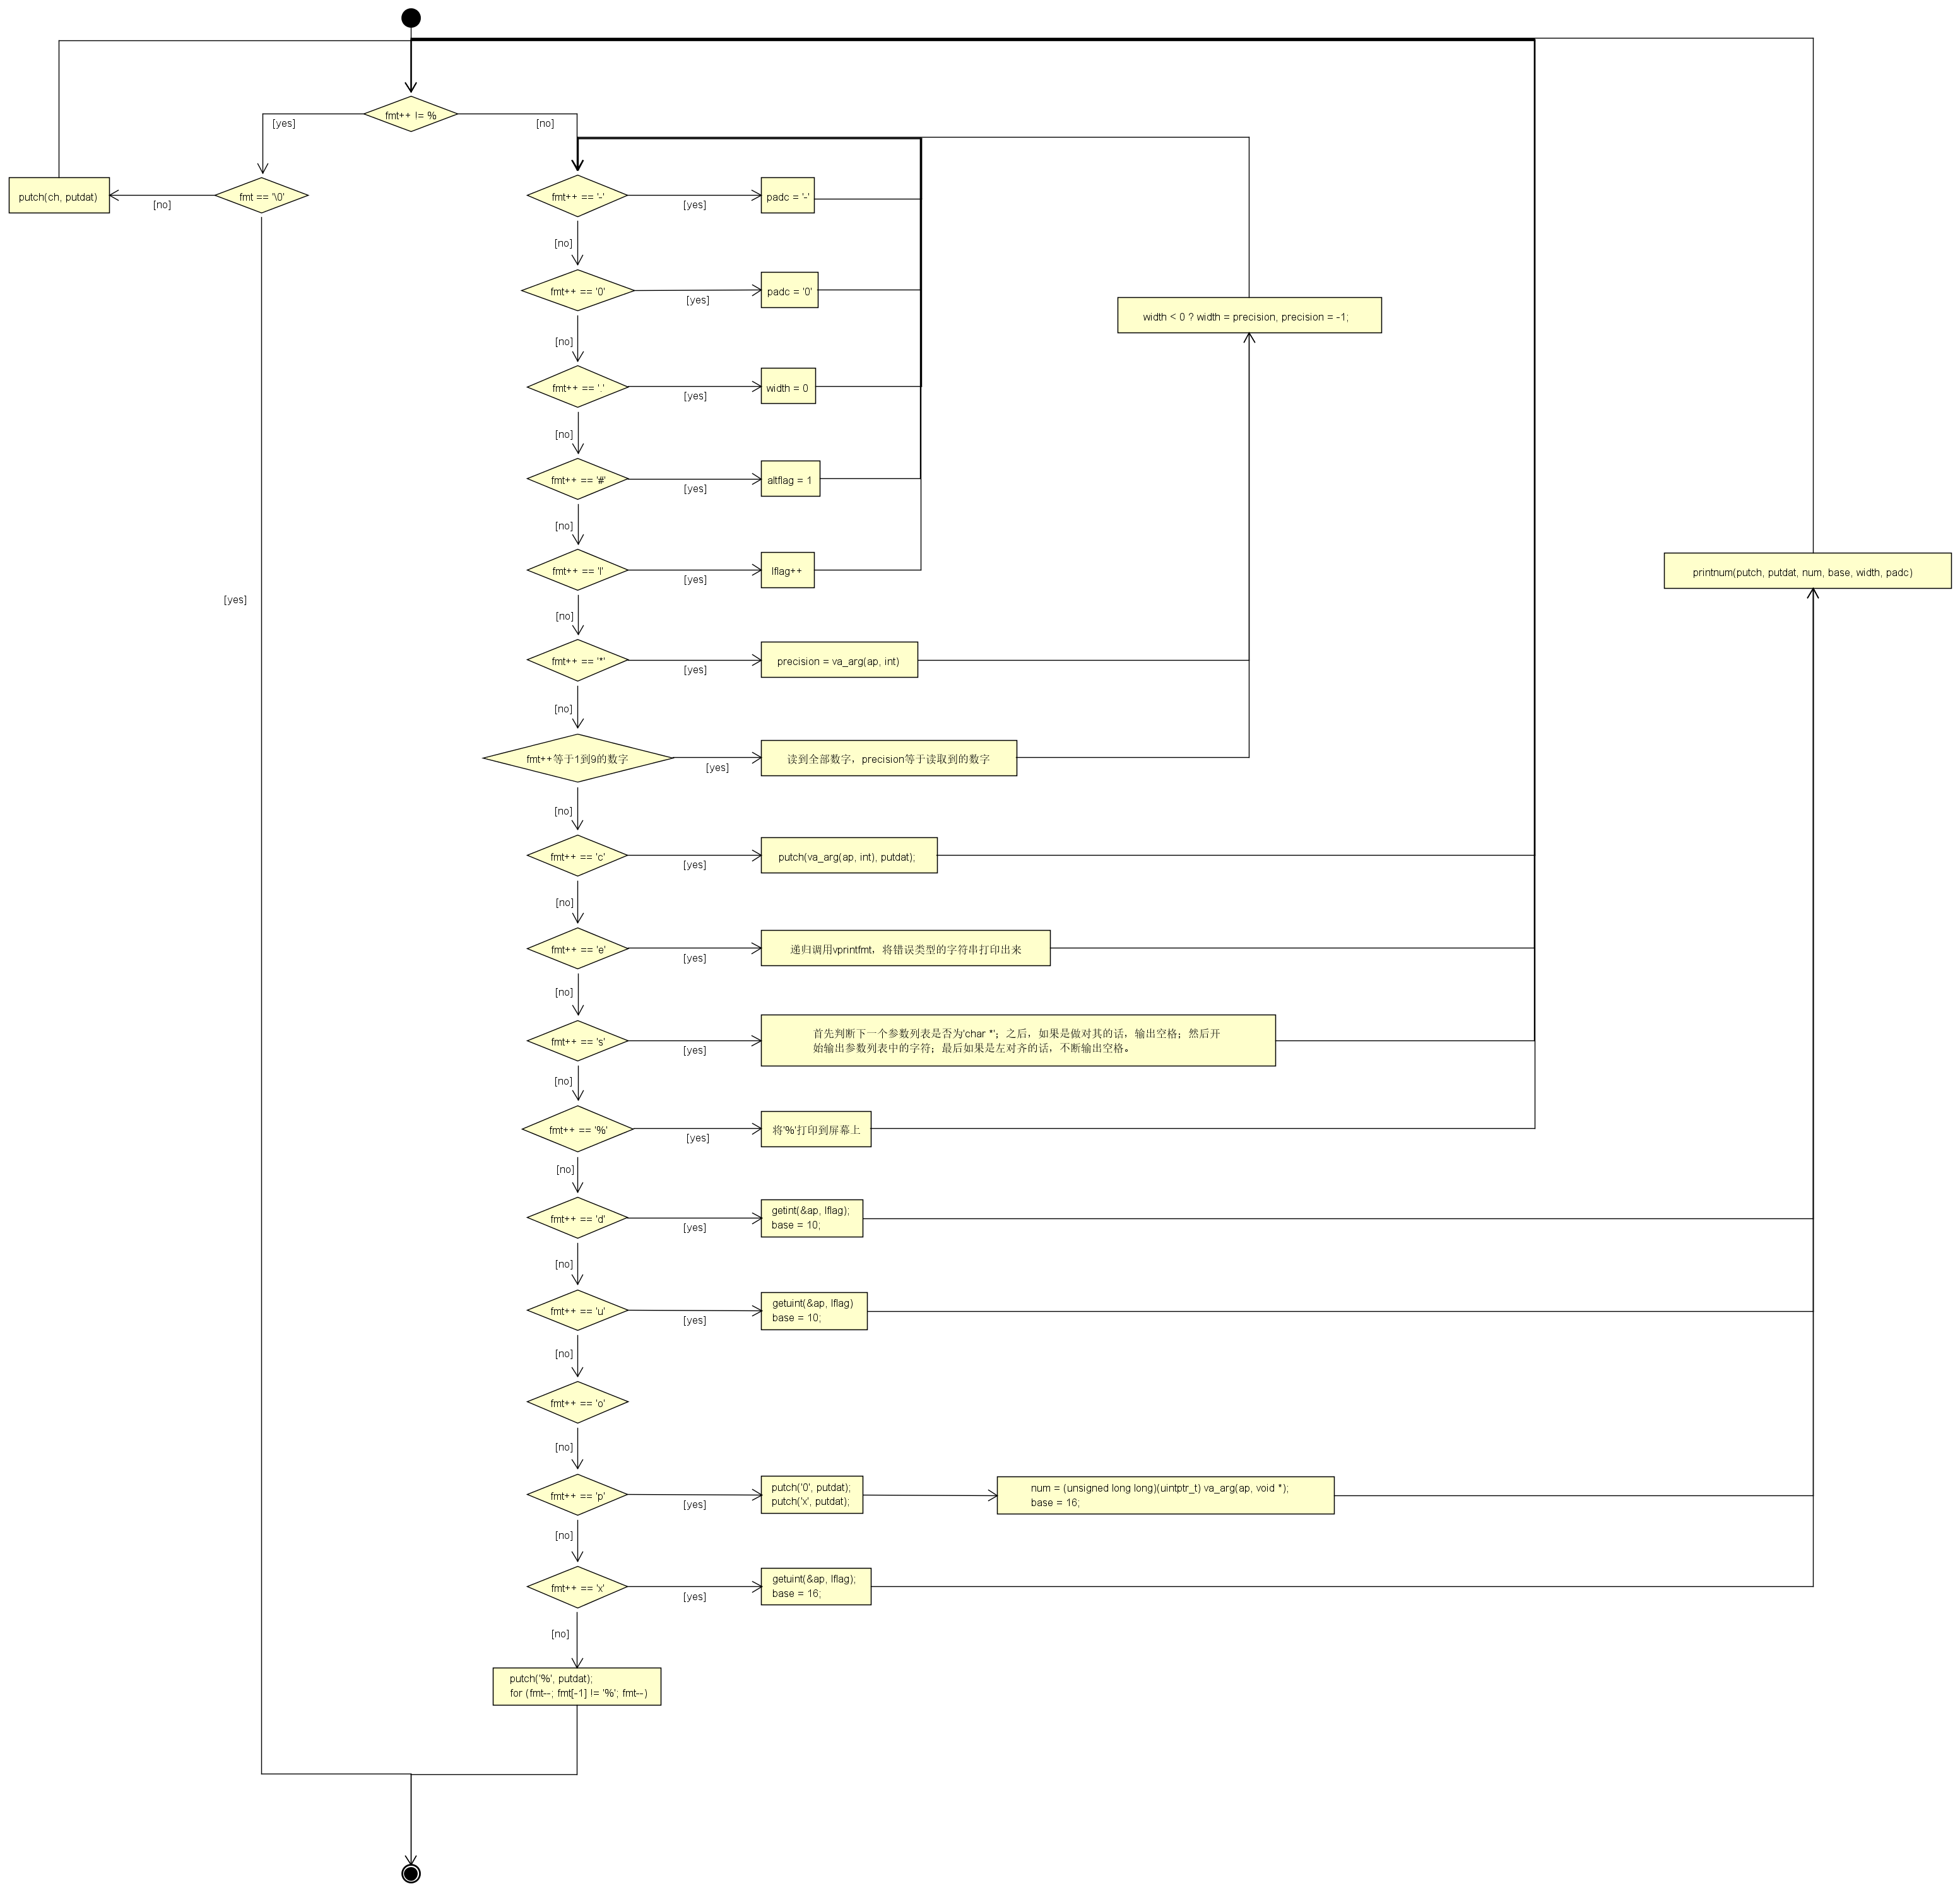 fmt++ != %
[yes]
[no]
putch(ch, putdat)
[no]
fmt == '\0'
[yes]
fmt++ == '-'
[yes]
padc = '-'
[no]
fmt++ == '0'
[yes]
padc = '0'
width < 0 ? width = precision, precision = -1;
[no]
fmt++ == '.'
[yes]
width = 0
[no]
fmt++ == '#'
[yes]
altflag = 1
[no]
fmt++ == 'l'
[yes]
lflag++
printnum(putch, putdat, num, base, width, padc)
[no]
fmt++ == '*'
[yes]
precision = va_arg(ap, int)
[no]
fmt++等于1到9的数字
[yes]
读到全部数字，precision等于读取到的数字
[no]
fmt++ == 'c'
[yes]
putch(va_arg(ap, int), putdat);
[no]
fmt++ == 'e'
[yes]
递归调用vprintfmt，将错误类型的字符串打印出来
[no]
fmt++ == 's'
[yes]
首先判断下一个参数列表是否为'char *'；之后，如果是做对其的话，输出空格；然后开
始输出参数列表中的字符；最后如果是左对齐的话，不断输出空格。
[no]
fmt++ == '%'
[yes]
将'%'打印到屏幕上
[no]
fmt++ == 'd'
[yes]
getint(&ap, lflag);
base = 10;
[no]
fmt++ == 'u'
[yes]
getuint(&ap, lflag)
base = 10;
[no]
fmt++ == 'o'
[no]
fmt++ == 'p'
[yes]
putch('0', putdat);
putch('x', putdat);
num = (unsigned long long)(uintptr_t) va_arg(ap, void *);
base = 16;
[no]
fmt++ == 'x'
[yes]
getuint(&ap, lflag);
base = 16;
[no]
putch('%', putdat);
for (fmt--; fmt[-1] != '%'; fmt--)